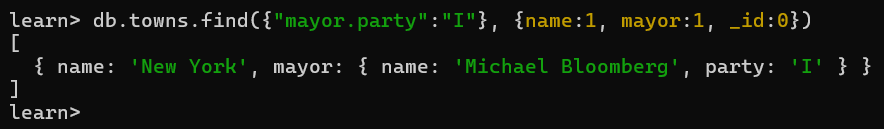 learn> db.towns.find({"mayor.party":"I"}, {name:1, mayor:1, _id:0})
[
  { name: 'New York', mayor: { name: 'Michael Bloomberg', party: 'I' } }
]
learn>